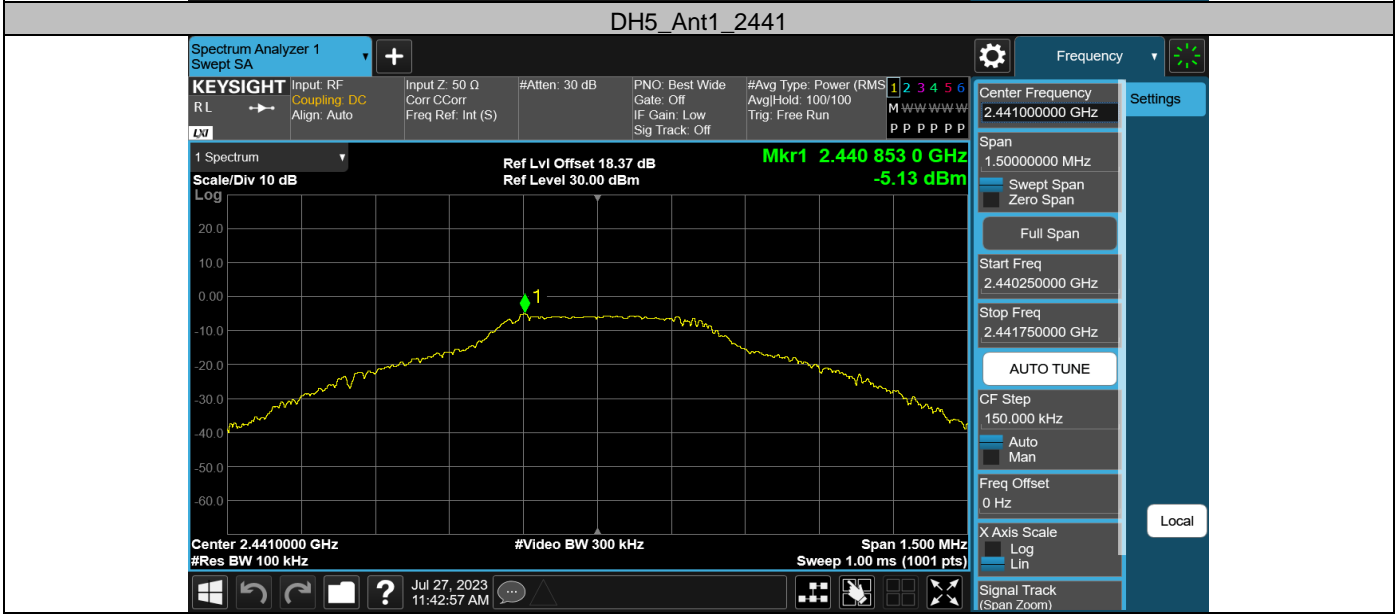 DH5_Ant1_2441
Spectrum Analyzer 1
Swept SA
Frequency
KEYSIGHT
R L
LXI
Input: RF
Coupling: DC
Align: Auto
Input Z: 50 Ω
Corr CCorr
Freq Ref: Int (S)
#Atten: 30 dB
PNO: Best Wide
Gate: Off
IF Gain: Low
Sig Track: Off
#Avg Type: Power (RMS
Avg|Hold: 100/100
Trig: Free Run
1 2 3 4 5 6
M W W W W W
P P P P P P
1 Spectrum
Scale/Div 10 dB
Log
Ref Lvl Offset 18.37 dB
Ref Level 30.00 dBm
Mkr1 2.440 853 0 GHz
-5.13 dBm
1
20.0
10.0
0.00
-10.0
-20.0
-30.0
-40.0
-50.0
-60.0
Center 2.4410000 GHz
#Res BW 100 kHz
#Video BW 300 kHz
Span 1.500 MHz
Sweep 1.00 ms (1001 pts)
Center Frequency
2.441000000 GHz
Settings
Span
1.50000000 MHz
Swept Span
Zero Span
Full Span
Start Freq
2.440250000 GHz
Stop Freq
2.441750000 GHz
AUTO TUNE
CF Step
150.000 kHz
Auto
Man
Freq Offset
0 Hz
X Axis Scale
Log
Lin
Local
Signal Track
(Span Zoom)
?
Jul 27, 2023
11:42:57 AM